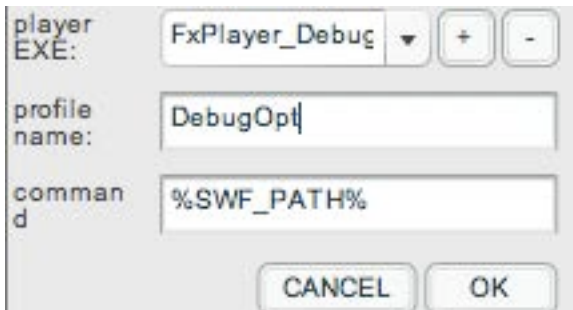 player
EXE:
FxPlayer_Debug
+
-
profile
name:
DebugOpt
comman
d
%SWF_PATH%
CANCEL
OK